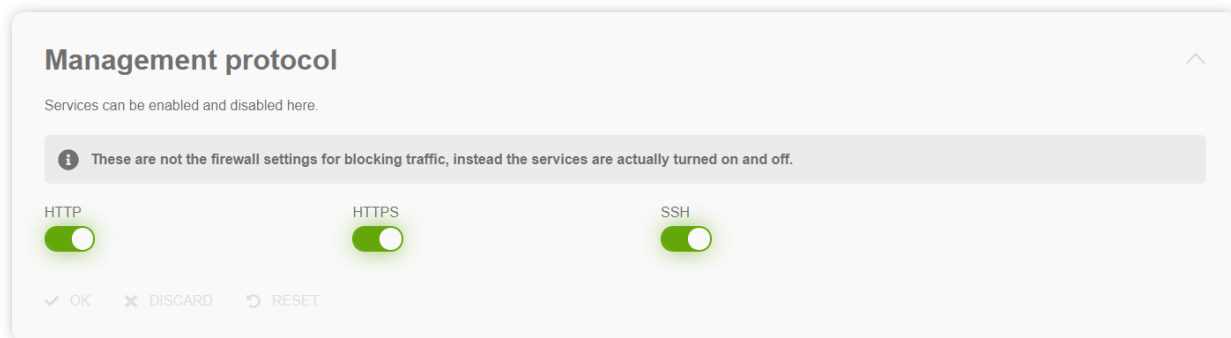 Management protocol
Services can be enabled and disabled here.
These are not the firewall settings for blocking traffic, instead the services are actually turned on and off.
HTTP HTTPS SSH
OK DISCARD RESET